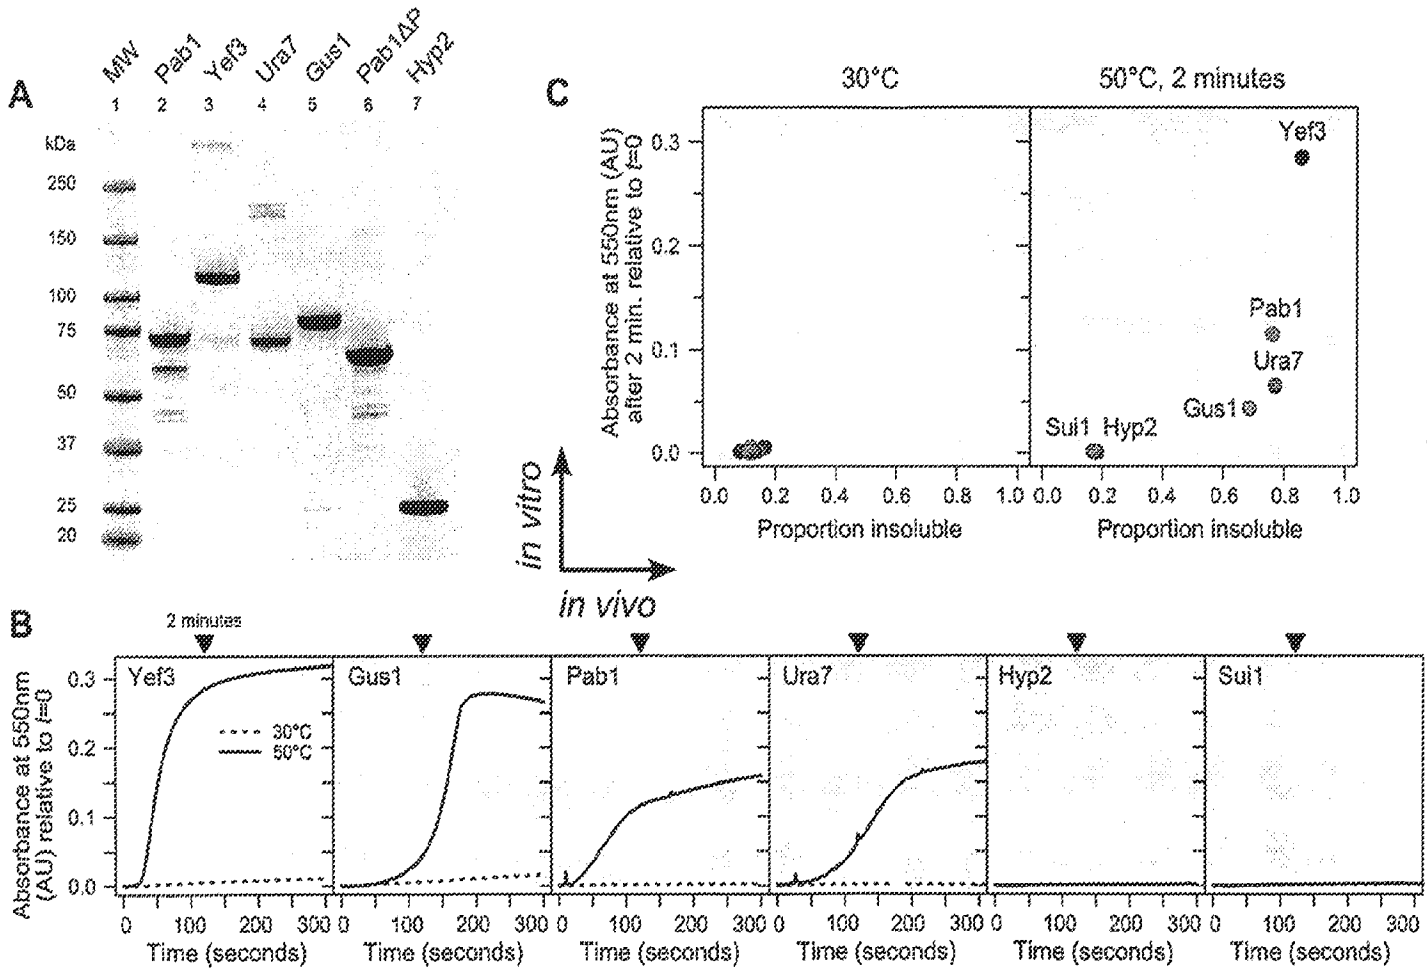 A
MW Pab1 Yef3 Ura7 Gus1 Pab1ΔP Hyp2
1 2 3 4 5 6 7
kDa
250
150
100
75
50
37
25
20
C
30°C
50°C, 2 minutes
Absorbance at 550nm (AU)
after 2 min. relative to t=0
0.3
0.2
0.1
0.0
Yef3
Pab1
Ura7
Gus1
Sui1 Hyp2
0.0 0.2 0.4 0.6 0.8 1.0
0.0 0.2 0.4 0.6 0.8 1.0
Proportion insoluble
Proportion insoluble
in vitro
in vivo
B
2 minutes
Absorbance at 550nm
(AU) relative to t=0
0.3
0.2
0.1
0.0
Yef3
30°C
50°C
Gus1
Pab1
Ura7
Hyp2
Sui1
0 100 200 300
0 100 200 300
0 100 200 300
0 100 200 300
0 100 200 300
0 100 200 300
Time (seconds)
Time (seconds)
Time (seconds)
Time (seconds)
Time (seconds)
Time (seconds)